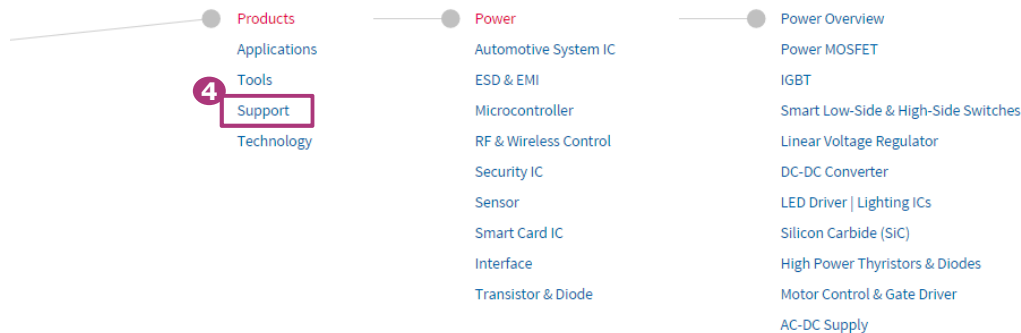 Products
Applications
Tools
4
Support
Technology
Power
Automotive System IC
ESD & EMI
Microcontroller
RF & Wireless Control
Security IC
Sensor
Smart Card IC
Interface
Transistor & Diode
Power Overview
Power MOSFET
IGBT
Smart Low-Side & High-Side Switches
Linear Voltage Regulator
DC-DC Converter
LED Driver | Lighting ICs
Silicon Carbide (SiC)
High Power Thyristors & Diodes
Motor Control & Gate Driver
AC-DC Supply